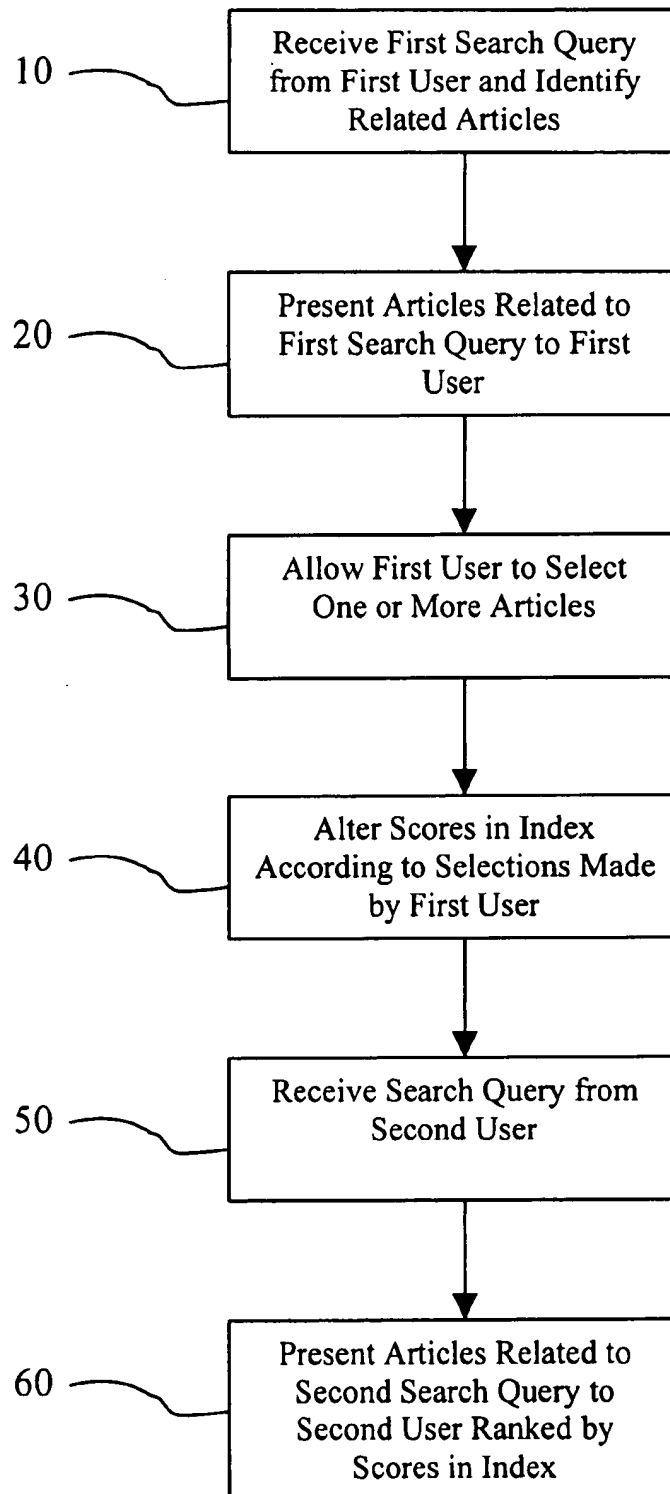 10
Receive First Search Query
from First User and Identify
Related Articles
20
Present Articles Related to
First Search Query to First
User
30
Allow First User to Select
One or More Articles
40
Alter Scores in Index
According to Selections Made
by First User
50
Receive Search Query from
Second User
60
Present Articles Related to
Second Search Query to
Second User Ranked by
Scores in Index